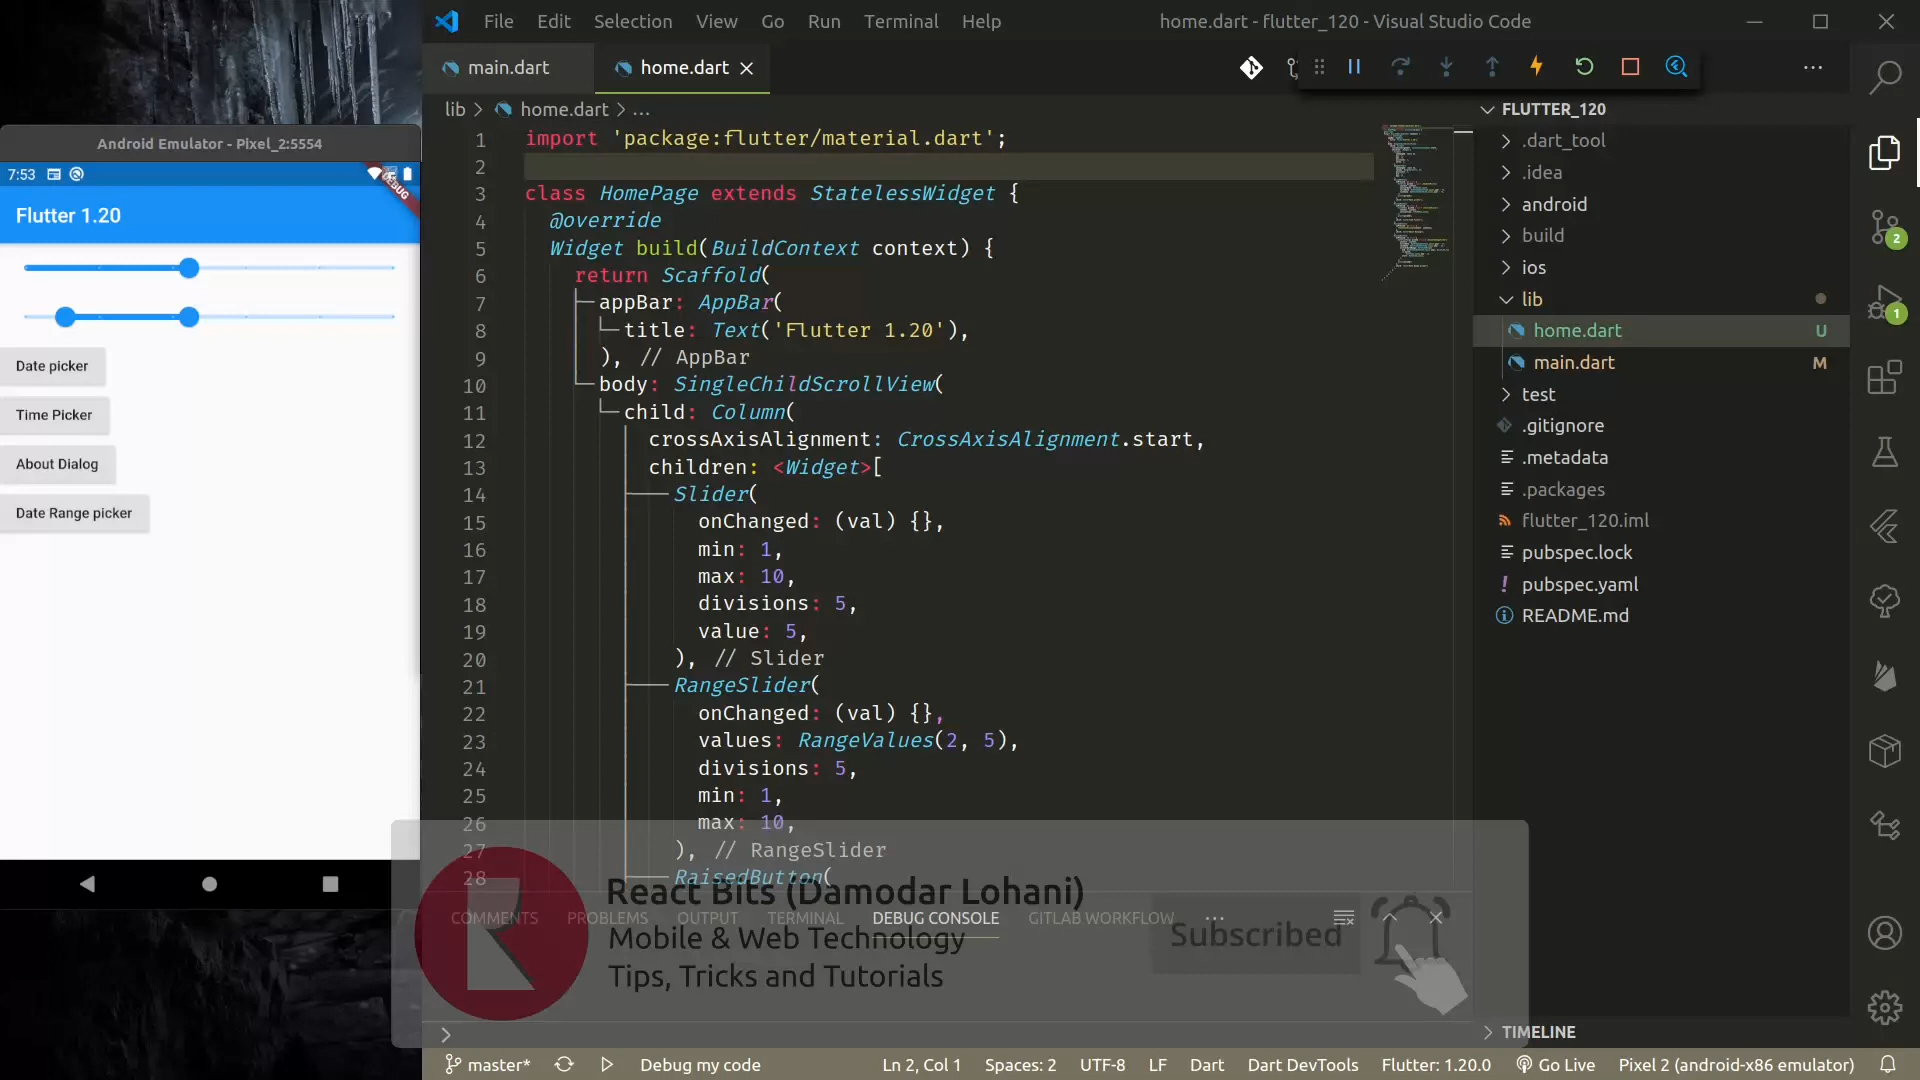 File Edit Selection View Go Run Terminal Help
home.dart - flutter_120 - Visual Studio Code
main.dart
home.dart
lib > home.dart > ...
1 import 'package:flutter/material.dart';
2
3 class HomePage extends StatelessWidget {
4 @override
5 Widget build(BuildContext context) {
6 return Scaffold(
7 appBar: AppBar(
8 title: Text('Flutter 1.20'),
9 ), // AppBar
10 body: SingleChildScrollView(
11 child: Column(
12 crossAxisAlignment: CrossAxisAlignment.start,
13 children: <Widget>[
14 Slider(
15 onChanged: (val) {},
16 min: 1,
17 max: 10,
18 divisions: 5,
19 value: 5,
20 ), // Slider
21 RangeSlider(
22 onChanged: (val) {},
23 values: RangeValues(2, 5),
24 divisions: 5,
25 min: 1,
26 max: 10,
27 ), // RangeSlider
28 RaisedButton(
Android Emulator - Pixel_2:5554
7:53
DEBUG
Flutter 1.20
Date picker
Time Picker
About Dialog
Date Range picker
FLUTTER_120
.dart_tool
.idea
android
build
ios
lib
home.dart U
main.dart M
test
.gitignore
.metadata
.packages
flutter_120.iml
pubspec.lock
pubspec.yaml
README.md
TIMELINE
2
1
COMMENTS PROBLEMS OUTPUT TERMINAL DEBUG CONSOLE GITLAB WORKFLOW ...
React Bits (Damodar Lohani)
Mobile & Web Technology
Tips, Tricks and Tutorials
Subscribed
master* Debug my code Ln 2, Col 1 Spaces: 2 UTF-8 LF Dart Dart DevTools Flutter: 1.20.0 Go Live Pixel 2 (android-x86 emulator)